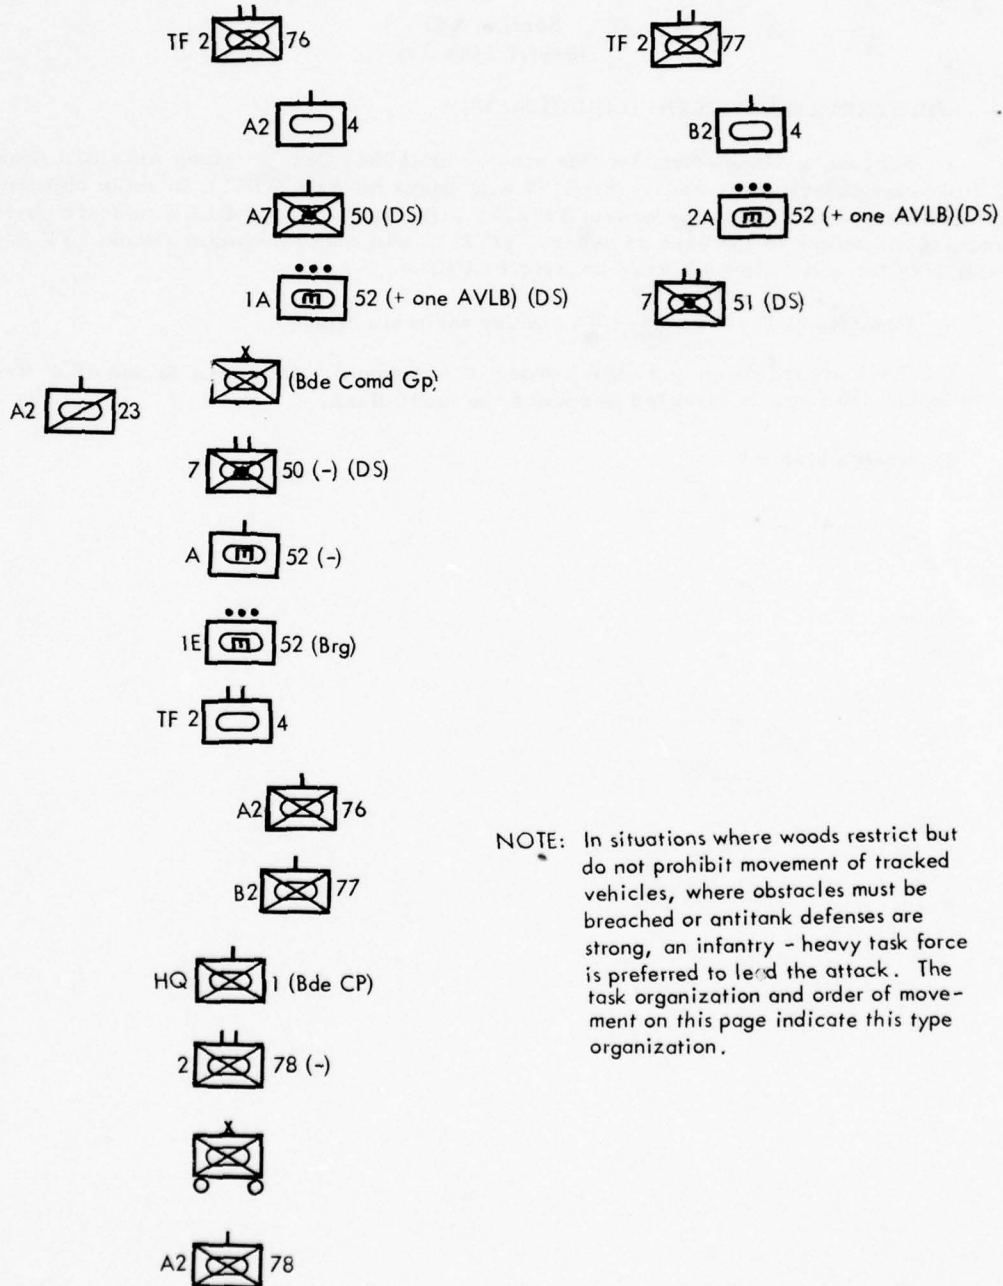 TF 2 76
TF 2 77
A2 4
B2 4
A7 50 (DS)
2A 52 (+ one AVLB)(DS)
1A 52 (+ one AVLB) (DS)
7 51 (DS)
(Bde Comd Gp)
A2 23
7 50 (-) (DS)
A 52 (-)
1E 52 (Brg)
TF 2 4
A2 76
B2 77
HQ 1 (Bde CP)
2 78 (-)
A2 78
NOTE: In situations where woods restrict but
do not prohibit movement of tracked
vehicles, where obstacles must be
breached or antitank defenses are
strong, an infantry - heavy task force
is preferred to lead the attack. The
task organization and order of move-
ment on this page indicate this type
organization.